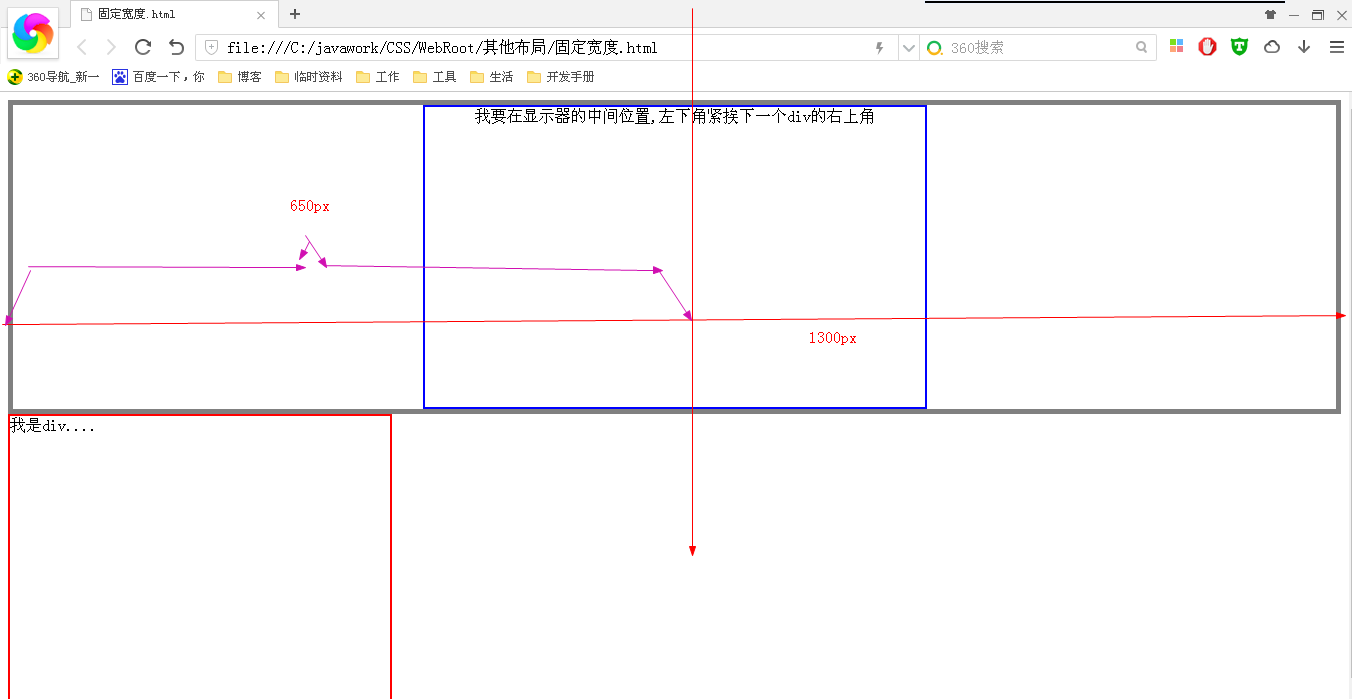 固定宽度.html
file:///C:/javawork/CSS/WebRoot/其他布局/固定宽度.html
360搜索
360导航_新一
百度一下，你
博客
临时资料
工作
工具
生活
开发手册
我要在显示器的中间位置,左下角紧挨下一个div的右上角
650px
1300px
我是div....